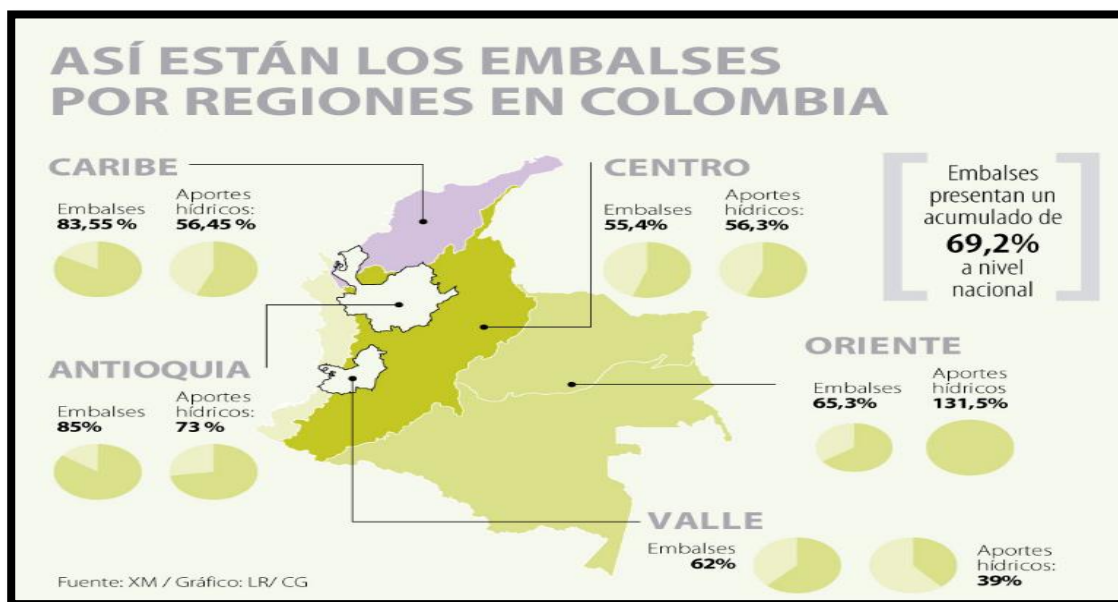 ASÍ ESTÁN LOS EMBALSES
POR REGIONES EN COLOMBIA
CARIBE
Embalses
83,55 %
Aportes
hídricos:
56,45 %
CENTRO
Embalses
55,4%
Aportes
hídricos:
56,3%
Embalses
presentan un
acumulado de
69,2%
a nivel
nacional
ANTIOQUIA
Embalses
85%
Aportes
hídricos:
73 %
ORIENTE
Embalses
65,3%
Aportes
hídricos
131,5%
VALLE
Embalses
62%
Aportes
hídricos:
39%
Fuente: XM / Gráfico: LR/ CG